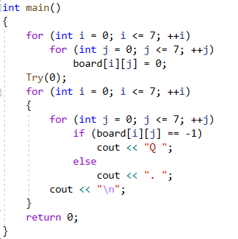 int main()
{
    for (int i = 0; i <= 7; ++i)
        for (int j = 0; j <= 7; ++j)
            board[i][j] = 0;
    Try(0);
    for (int i = 0; i <= 7; ++i)
    {
        for (int j = 0; j <= 7; ++j)
            if (board[i][j] == -1)
                cout << "Q ";
            else
                cout << ". ";
        cout << "\n";
    }
    return 0;
}